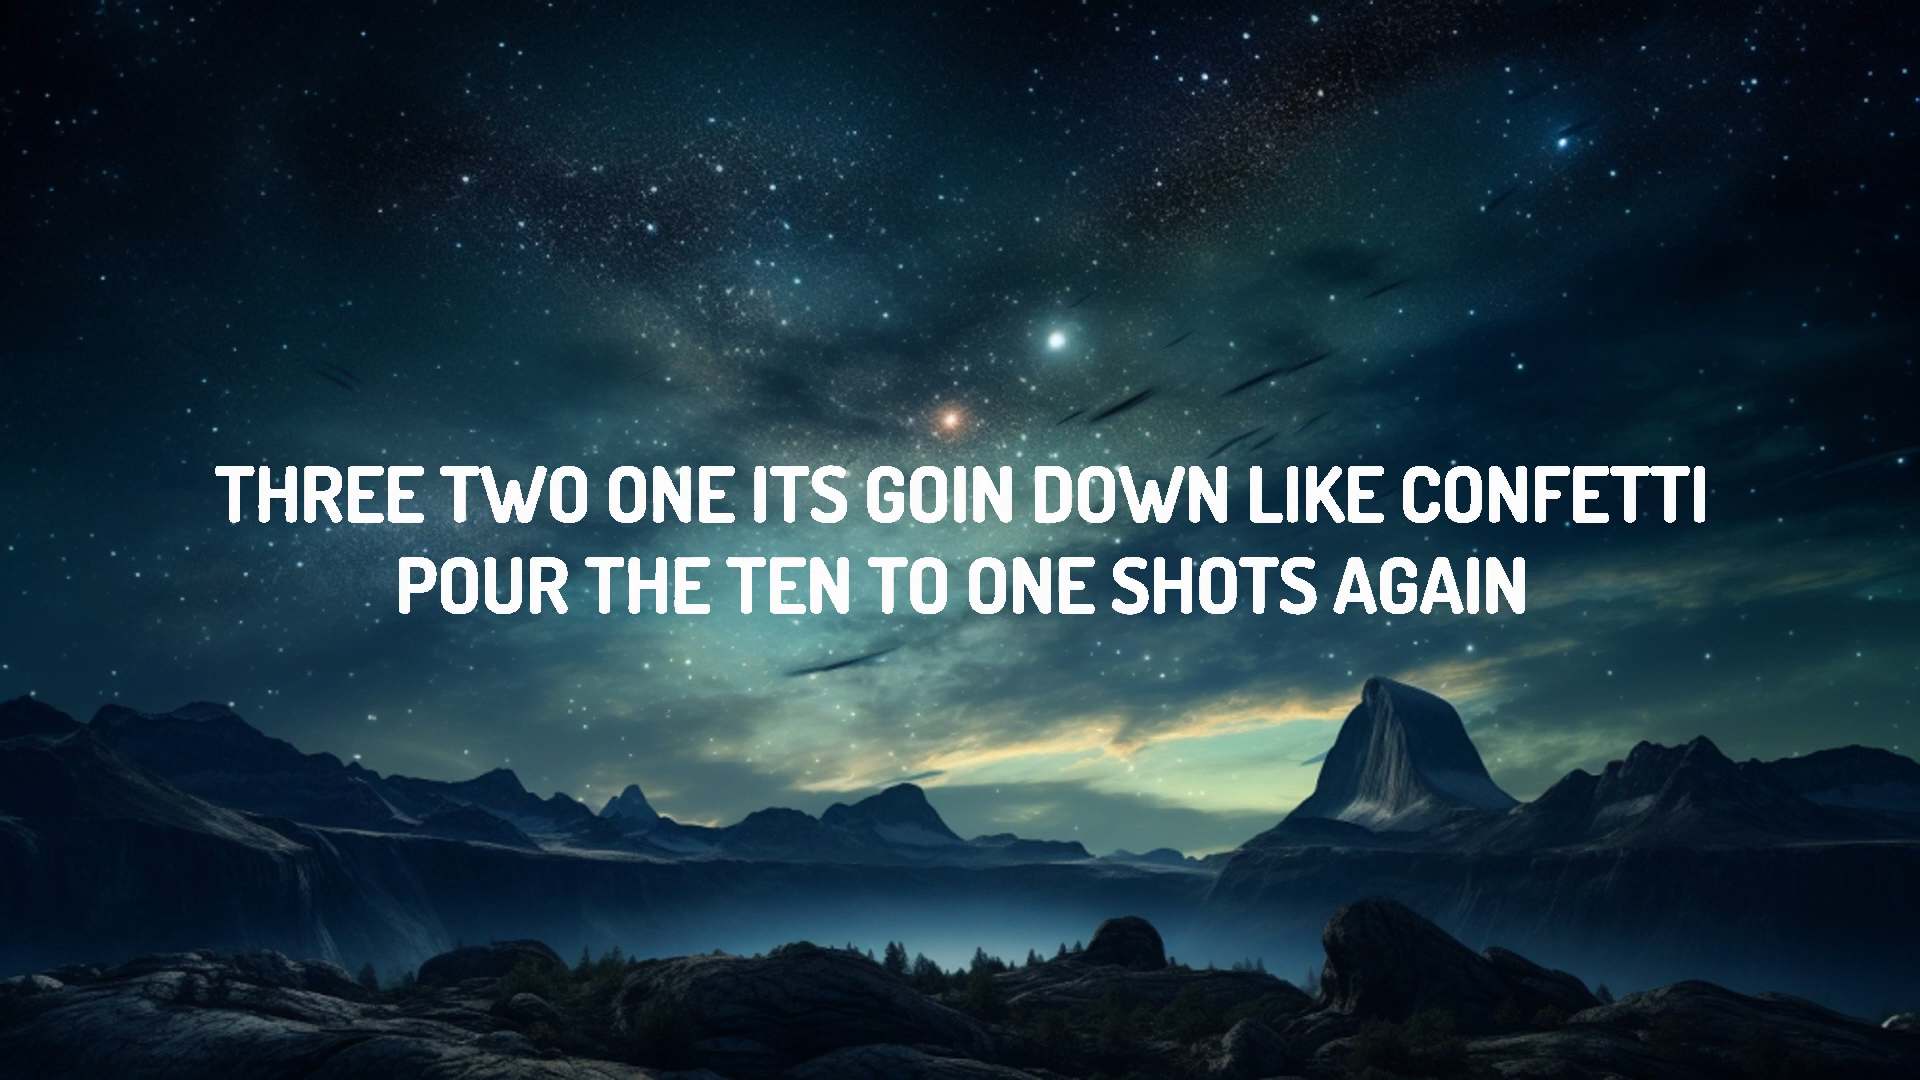 THREE TWO ONE ITS GOIN DOWN LIKE CONFETTI
POUR THE TEN TO ONE SHOTS AGAIN